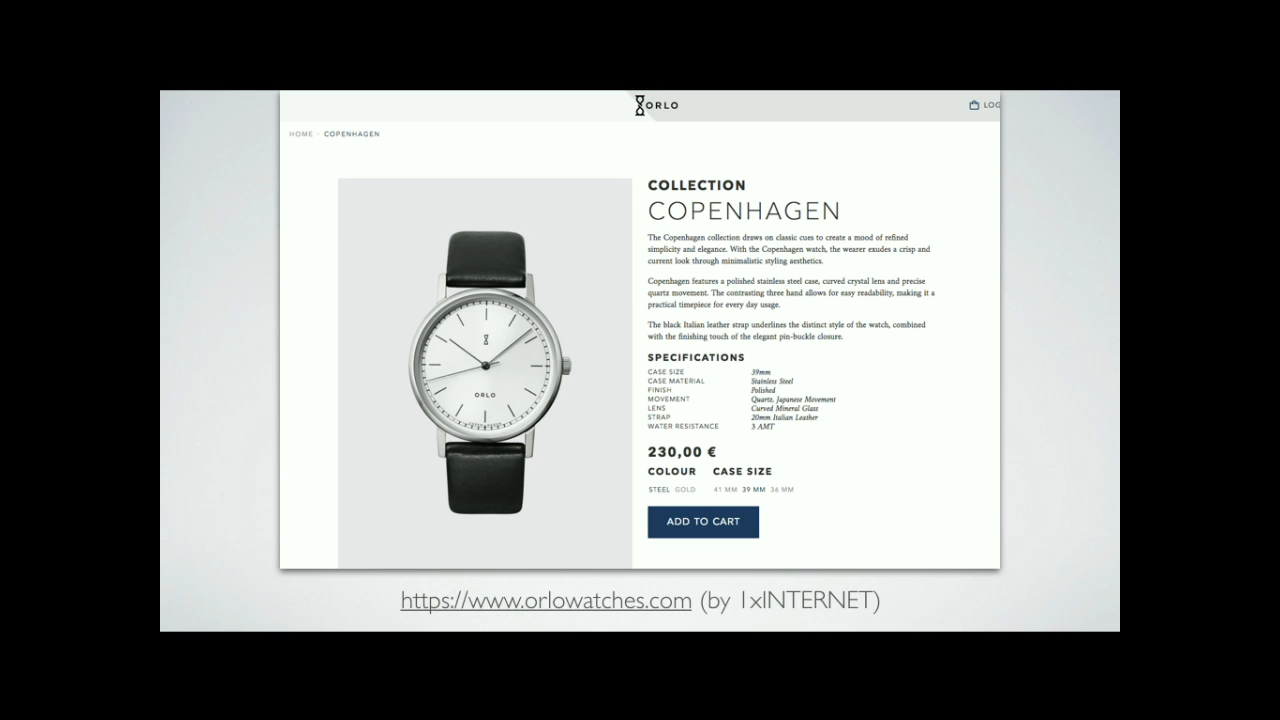 ORLO
LOG
HOME · COPENHAGEN
COLLECTION
COPENHAGEN
The Copenhagen collection draws on classic cues to create a mood of refined
simplicity and elegance. With the Copenhagen watch, the wearer exudes a crisp and
current look through minimalistic styling aesthetics.
Copenhagen features a polished stainless steel case, curved crystal lens and precise
quartz movement. The contrasting three hand allows for easy readability, making it a
practical timepiece for every day usage.
The black Italian leather strap underlines the distinct style of the watch, combined
with the finishing touch of the elegant pin-buckle closure.
SPECIFICATIONS
CASE SIZE 39mm
CASE MATERIAL Stainless Steel
FINISH Polished
MOVEMENT Quartz, Japanese Movement
LENS Curved Mineral Glass
STRAP 20mm Italian Leather
WATER RESISTANCE 3 AMT
230,00 €
COLOUR CASE SIZE
STEEL GOLD 41 MM 39 MM 36 MM
ADD TO CART
ORLO
https://www.orlowatches.com (by 1xINTERNET)